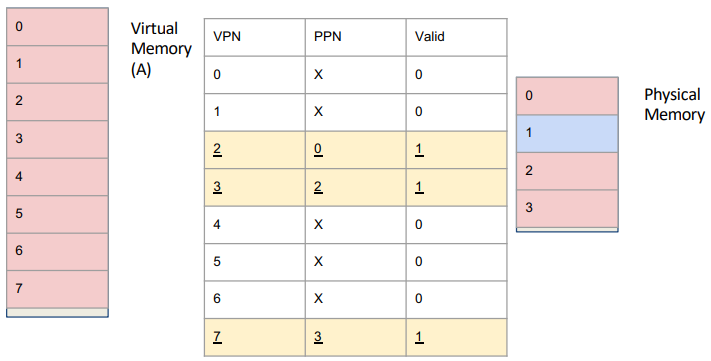 0
1
2
3
4
5
6
7
Virtual
Memory
(A)
VPN PPN Valid
0 X 0
1 X 0
2 0 1
3 2 1
4 X 0
5 X 0
6 X 0
7 3 1
0
1
2
3
Physical
Memory